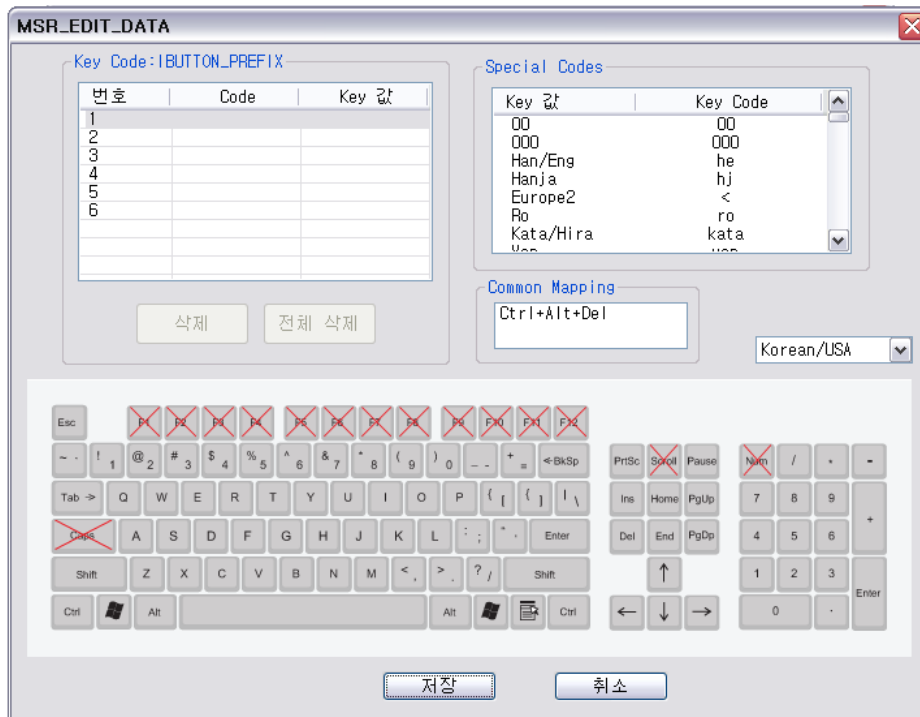 MSR_EDIT_DATA
Key Code:IBUTTON_PREFIX
번호 Code Key 값
1
2
3
4
5
6
삭제 전체 삭제
Special Codes
Key 값 Key Code
00 00
000 000
Han/Eng he
Hanja hj
Europe2 <
Ro ro
Kata/Hira kata
Yen yen
Common Mapping
Ctrl+Alt+Del
Korean/USA
Esc F1 F2 F3 F4 F5 F6 F7 F8 F9 F10 F11 F12
~ ` ! 1 @ 2 # 3 $ 4 % 5 ^ 6 & 7 * 8 ( 9 ) 0 _ - + = <-BkSp PrtSc Scroll Pause Num / * -
Tab -> Q W E R T Y U I O P { [ } ] | \ Ins Home PgUp 7 8 9 +
Caps A S D F G H J K L : ; " ' Enter Del End PgDp 4 5 6
Shift Z X C V B N M < , > . ? / Shift ↑ 1 2 3 Enter
Ctrl Alt Alt Ctrl ← ↓ → 0 .
저장 취소